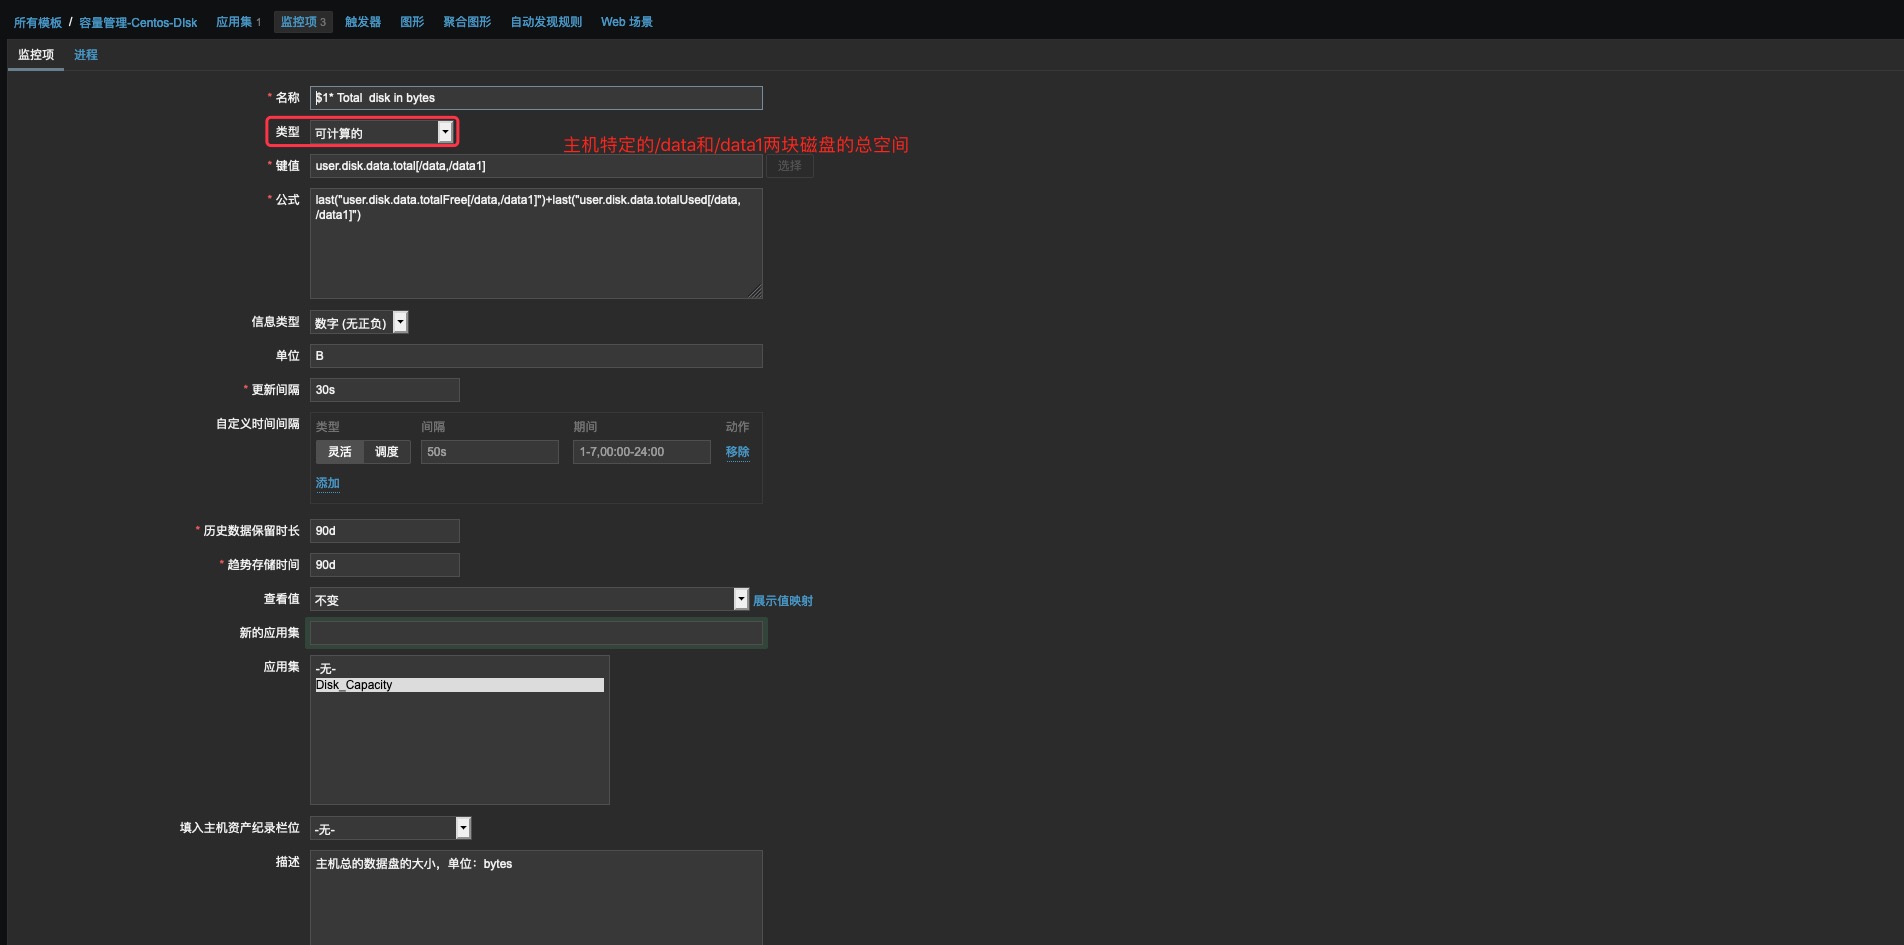 所有模板 / 容量管理-Centos-DIsk 应用集 1 监控项 3 触发器 图形 聚合图形 自动发现规则 Web 场景
监控项 进程
* 名称 $1* Total  disk in bytes
类型 可计算的
主机特定的/data和/data1两块磁盘的总空间
* 键值 user.disk.data.total[/data,/data1] 选择
* 公式 last("user.disk.data.totalFree[/data,/data1]")+last("user.disk.data.totalUsed[/data,
/data1]")
信息类型 数字 (无正负)
单位 B
* 更新间隔 30s
自定义时间间隔 类型 间隔 期间 动作
灵活 调度 50s 1-7,00:00-24:00 移除
添加
* 历史数据保留时长 90d
* 趋势存储时间 90d
查看值 不变 展示值映射
新的应用集
应用集 -无-
Disk_Capacity
填入主机资产纪录栏位 -无-
描述 主机总的数据盘的大小，单位：bytes